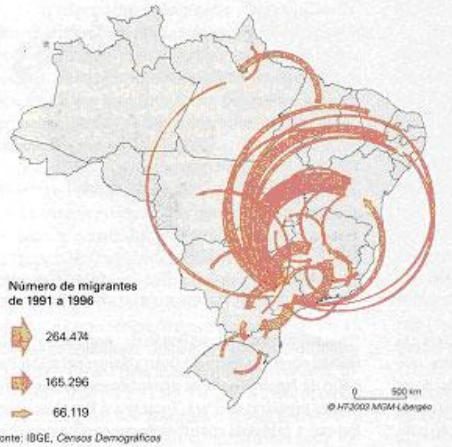 Número de migrantes
de 1991 a 1996
264.474
165.296
66.119
0 500 km
© HT2003 MGM-Libergéo
onte: IBGE, Censos Demográficos